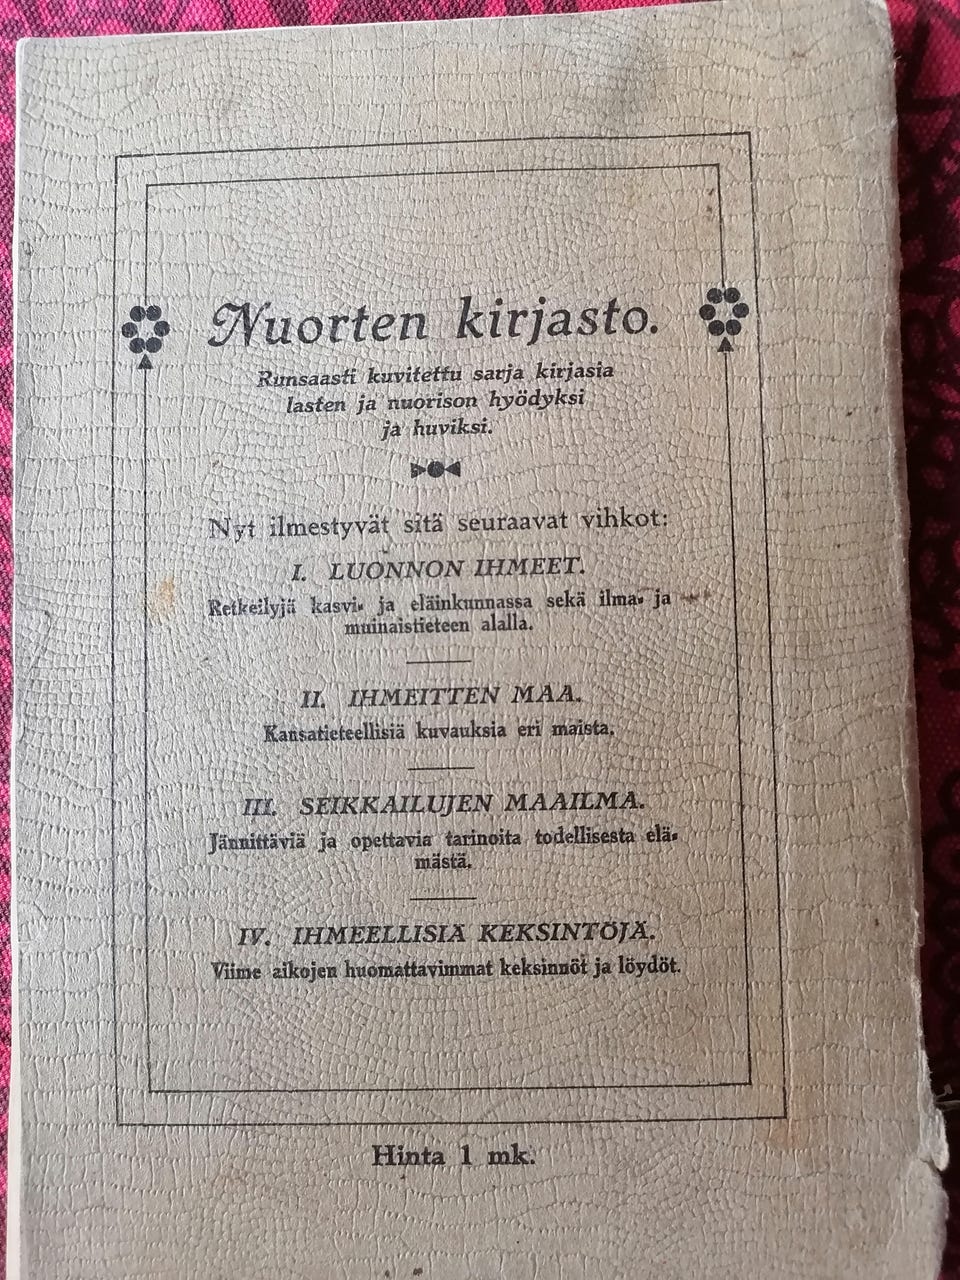 Nuorten kirjasto.
Runsaasti kuvitettu sarja kirjasia
lasten ja nuorison hyödyksi
ja huviksi.
Nyt ilmestyvät sitä seuraavat vihkot:
I. LUONNON IHMEET.
Retkeilyjä kasvi- ja eläinkunnassa sekä ilma- ja
muinaistieteen alalla.
II. IHMEITTEN MAA.
Kansatieteellisiä kuvauksia eri maista.
III. SEIKKAILUJEN MAAILMA.
Jännittäviä ja opettavia tarinoita todellisesta elä-
mästä.
IV. IHMEELLISIÄ KEKSINTÖJÄ.
Viime aikojen huomattavimmat keksinnöt ja löydöt.
Hinta 1 mk.